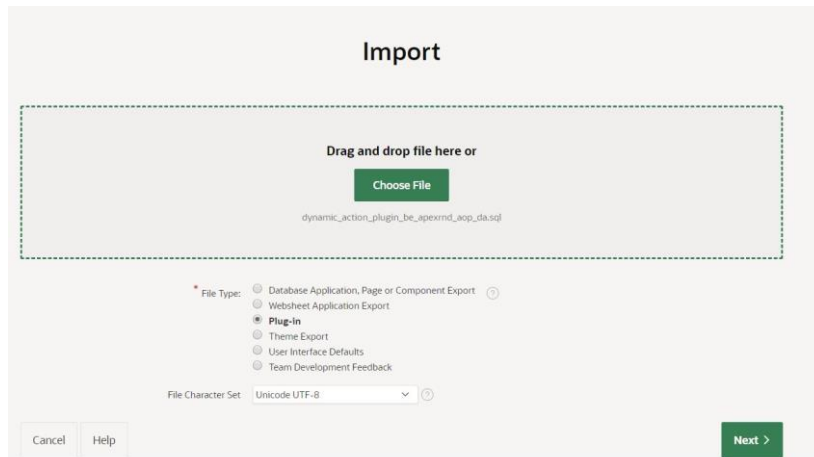 Import
Drag and drop file here or
Choose File
dynamic_action_plugin_be_apexrnd_aop_da.sql
* File Type:
Database Application, Page or Component Export ?
Websheet Application Export
Plug-in
Theme Export
User Interface Defaults
Team Development Feedback
File Character Set Unicode UTF-8 ?
Cancel Help Next >